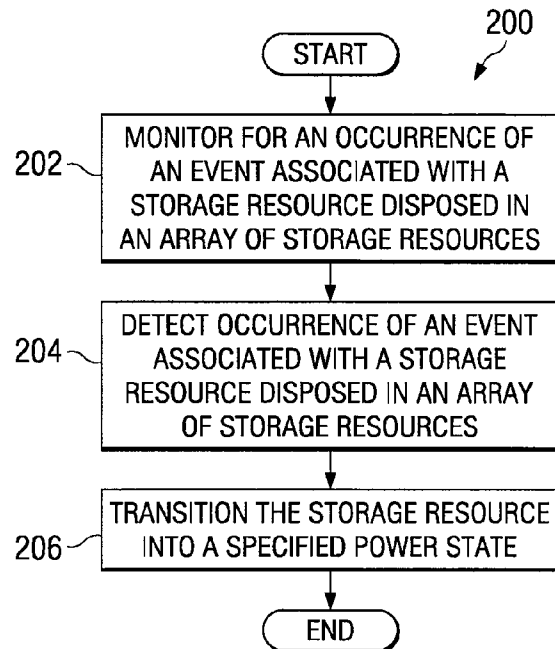 200
START
202
MONITOR FOR AN OCCURRENCE OF
AN EVENT ASSOCIATED WITH A
STORAGE RESOURCE DISPOSED IN
AN ARRAY OF STORAGE RESOURCES
204
DETECT OCCURRENCE OF AN EVENT
ASSOCIATED WITH A STORAGE
RESOURCE DISPOSED IN AN ARRAY
OF STORAGE RESOURCES
206
TRANSITION THE STORAGE RESOURCE
INTO A SPECIFIED POWER STATE
END